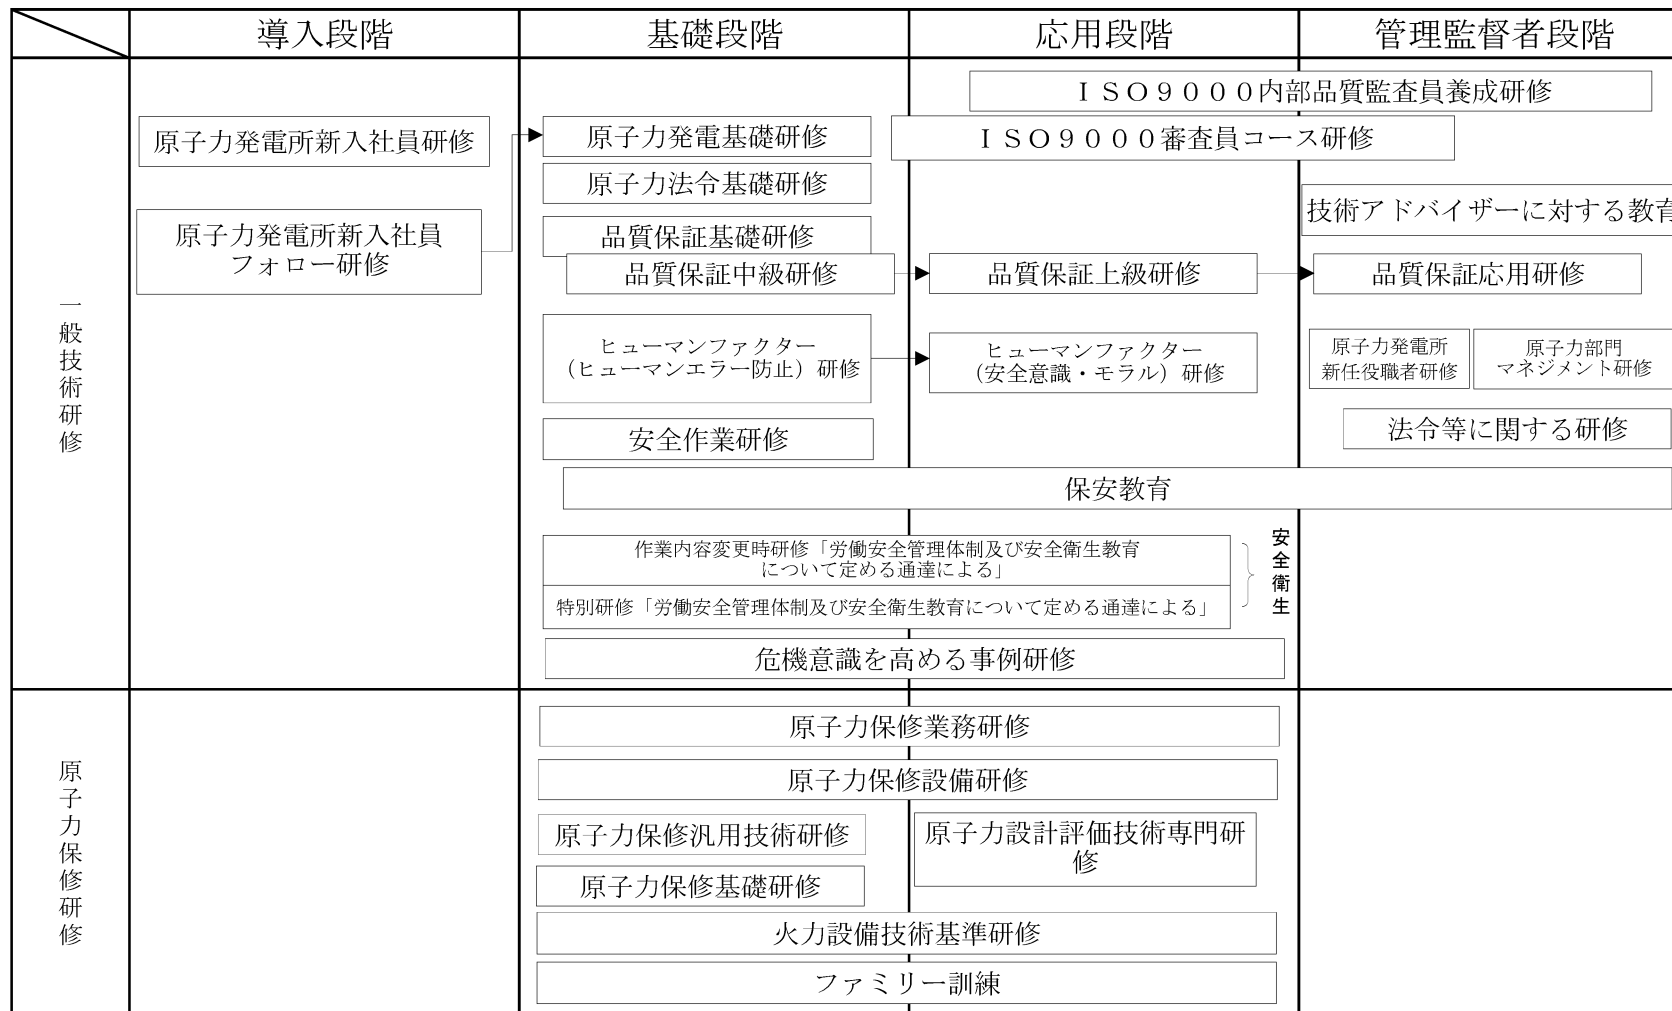 導入段階
基礎段階
応用段階
管理監督者段階
一般技術研修
原子力発電所新入社員研修
原子力発電所新入社員
フォロー研修
原子力発電基礎研修
原子力法令基礎研修
品質保証基礎研修
品質保証中級研修
ヒューマンファクター
（ヒューマンエラー防止）研修
安全作業研修
ＩＳＯ９０００内部品質監査員養成研修
ＩＳＯ９０００審査員コース研修
品質保証上級研修
ヒューマンファクター
（安全意識・モラル）研修
技術アドバイザーに対する教育
品質保証応用研修
原子力発電所
新任役職者研修
原子力部門
マネジメント研修
法令等に関する研修
保安教育
作業内容変更時研修「労働安全管理体制及び安全衛生教育
について定める通達による」
特別研修「労働安全管理体制及び安全衛生教育について定める通達による」
安全衛生
危機意識を高める事例研修
原子力保修研修
原子力保修業務研修
原子力保修設備研修
原子力保修汎用技術研修
原子力設計評価技術専門研
修
原子力保修基礎研修
火力設備技術基準研修
ファミリー訓練